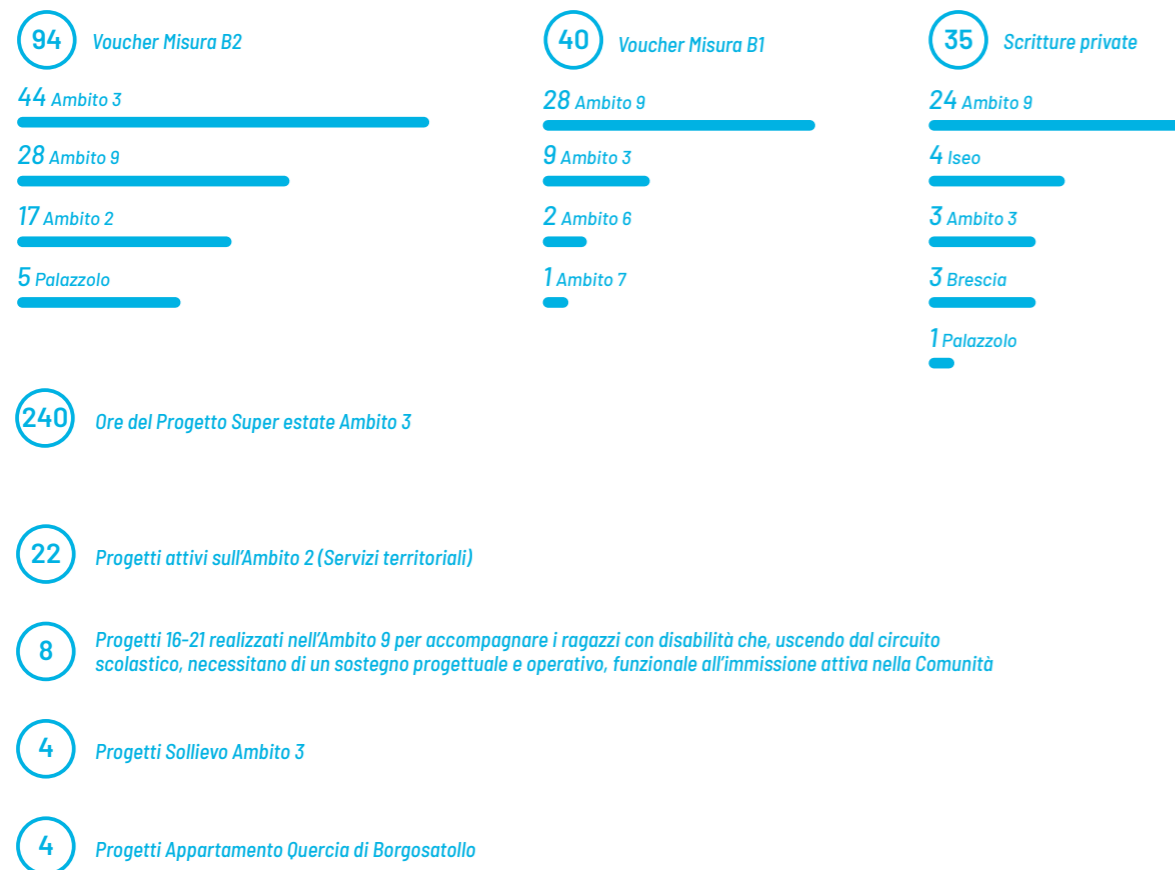 94 Voucher Misura B2
44 Ambito 3
28 Ambito 9
17 Ambito 2
5 Palazzolo
40 Voucher Misura B1
28 Ambito 9
9 Ambito 3
2 Ambito 6
1 Ambito 7
35 Scritture private
24 Ambito 9
4 Iseo
3 Ambito 3
3 Brescia
1 Palazzolo
240 Ore del Progetto Super estate Ambito 3
22 Progetti attivi sull'Ambito 2 (Servizi territoriali)
8 Progetti 16-21 realizzati nell'Ambito 9 per accompagnare i ragazzi con disabilità che, uscendo dal circuito
scolastico, necessitano di un sostegno progettuale e operativo, funzionale all'immissione attiva nella Comunità
4 Progetti Sollievo Ambito 3
4 Progetti Appartamento Quercia di Borgosatollo